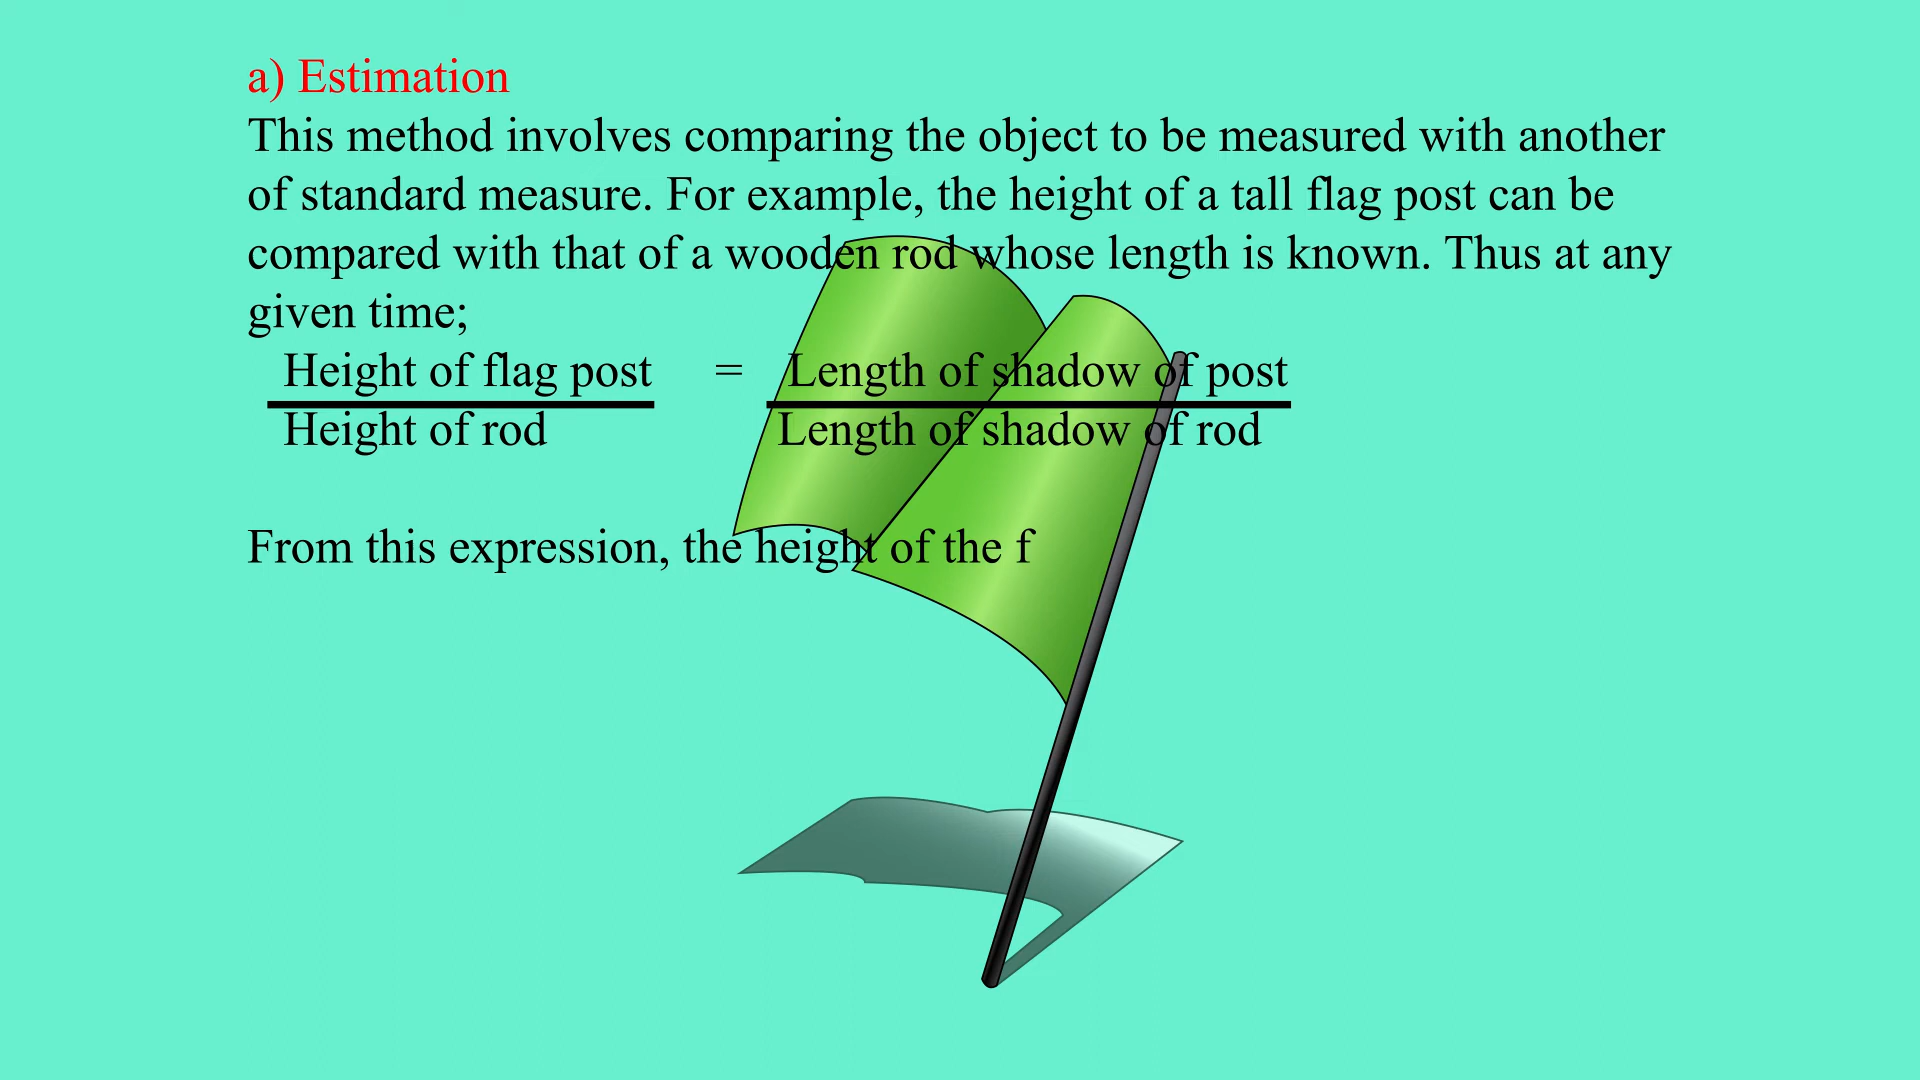 a) Estimation
This method involves comparing the object to be measured with another
of standard measure. For example, the height of a tall flag post can be
compared with that of a wooden rod whose length is known. Thus at any
given time;
Height of flag post = Length of shadow of post
Height of rod Length of shadow of rod
From this expression, the height of the f